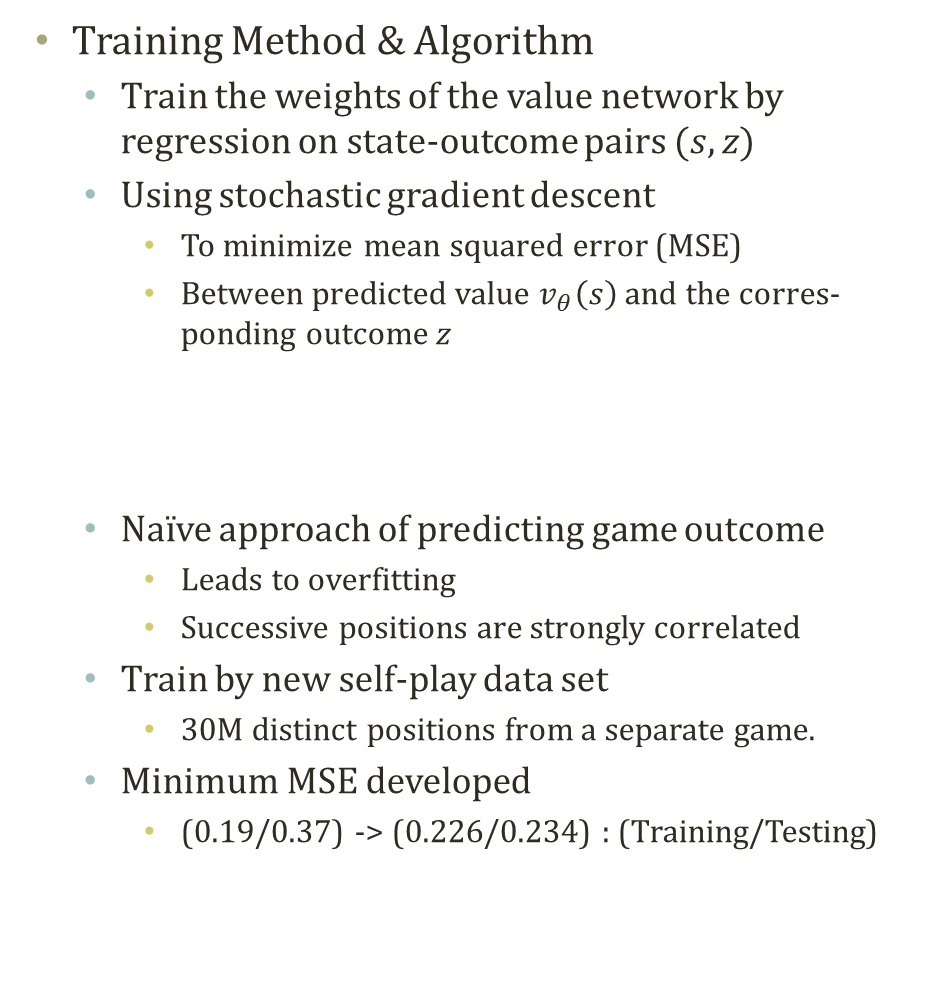 • Training Method & Algorithm
• Train the weights of the value network by
regression on state-outcome pairs (s, z)
• Using stochastic gradient descent
• To minimize mean squared error (MSE)
• Between predicted value v_θ(s) and the corres-
ponding outcome z
• Naïve approach of predicting game outcome
• Leads to overfitting
• Successive positions are strongly correlated
• Train by new self-play data set
• 30M distinct positions from a separate game.
• Minimum MSE developed
• (0.19/0.37) -> (0.226/0.234) : (Training/Testing)